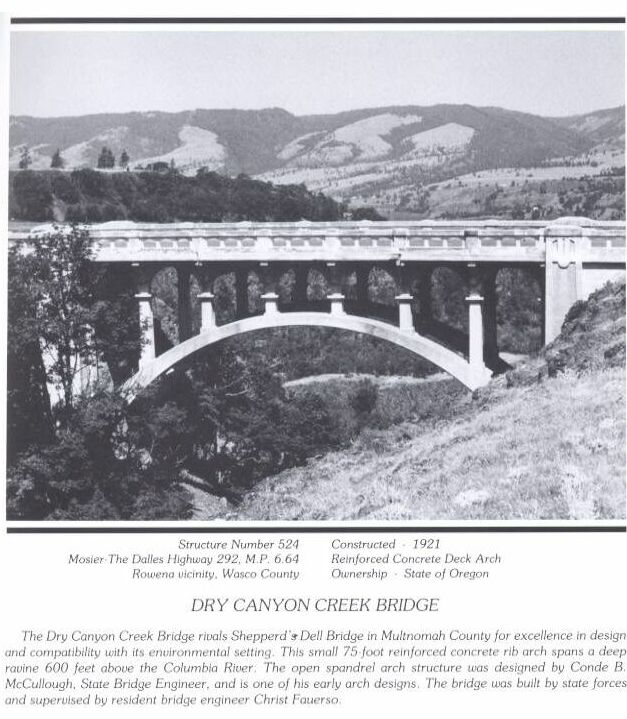 Structure Number 524
Mosier-The Dalles Highway 292, M.P. 6.64
Rowena vicinity, Wasco County
Constructed · 1921
Reinforced Concrete Deck Arch
Ownership · State of Oregon
DRY CANYON CREEK BRIDGE
The Dry Canyon Creek Bridge rivals Shepperd's Dell Bridge in Multnomah County for excellence in design
and compatibility with its environmental setting. This small 75-foot reinforced concrete rib arch spans a deep
ravine 600 feet above the Columbia River. The open spandrel arch structure was designed by Conde B.
McCullough, State Bridge Engineer, and is one of his early arch designs. The bridge was built by state forces
and supervised by resident bridge engineer Christ Fauerso.